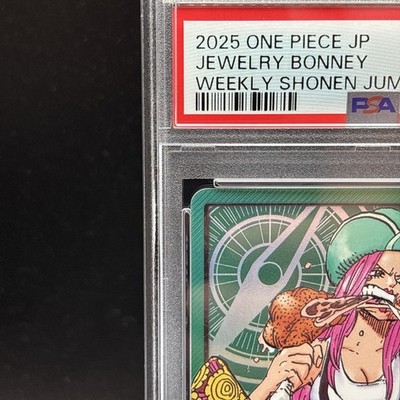 2025 ONE PIECE JP
JEWELRY BONNEY
WEEKLY SHONEN JUM
PSA